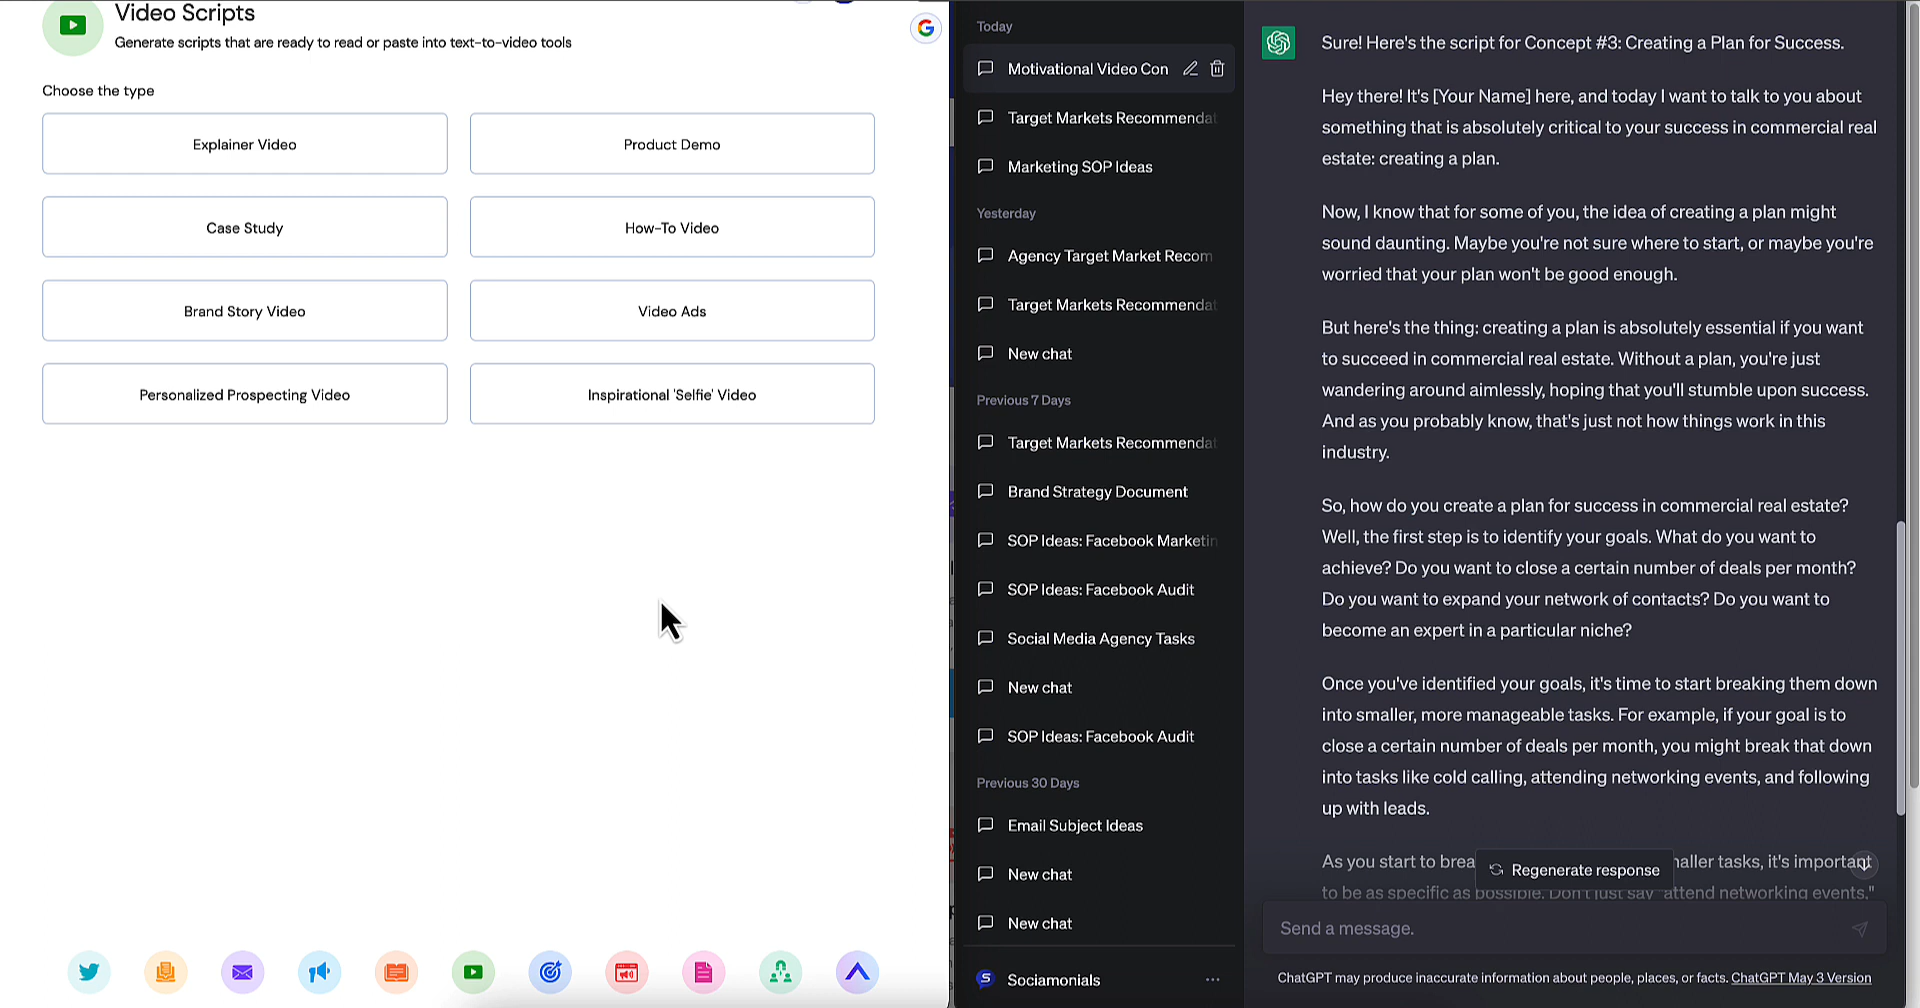 Video Scripts
Generate scripts that are ready to read or paste into text-to-video tools
Choose the type
Explainer Video
Product Demo
Case Study
How-To Video
Brand Story Video
Video Ads
Personalized Prospecting Video
Inspirational 'Selfie' Video
Today
Motivational Video Con
Target Markets Recommendat
Marketing SOP Ideas
Yesterday
Agency Target Market Recom
Target Markets Recommendat
New chat
Previous 7 Days
Target Markets Recommendat
Brand Strategy Document
SOP Ideas: Facebook Marketin
SOP Ideas: Facebook Audit
Social Media Agency Tasks
New chat
SOP Ideas: Facebook Audit
Previous 30 Days
Email Subject Ideas
New chat
New chat
Sociamonials
Sure! Here's the script for Concept #3: Creating a Plan for Success.
Hey there! It's [Your Name] here, and today I want to talk to you about
something that is absolutely critical to your success in commercial real
estate: creating a plan.
Now, I know that for some of you, the idea of creating a plan might
sound daunting. Maybe you're not sure where to start, or maybe you're
worried that your plan won't be good enough.
But here's the thing: creating a plan is absolutely essential if you want
to succeed in commercial real estate. Without a plan, you're just
wandering around aimlessly, hoping that you'll stumble upon success.
And as you probably know, that's just not how things work in this
industry.
So, how do you create a plan for success in commercial real estate?
Well, the first step is to identify your goals. What do you want to
achieve? Do you want to close a certain number of deals per month?
Do you want to expand your network of contacts? Do you want to
become an expert in a particular niche?
Once you've identified your goals, it's time to start breaking them down
into smaller, more manageable tasks. For example, if your goal is to
close a certain number of deals per month, you might break that down
into tasks like cold calling, attending networking events, and following
up with leads.
As you start to brea naller tasks, it's important
Regenerate response
to be as specific as possible. Don't just say "attend networking events."
Send a message.
ChatGPT may produce inaccurate information about people, places, or facts. ChatGPT May 3 Version